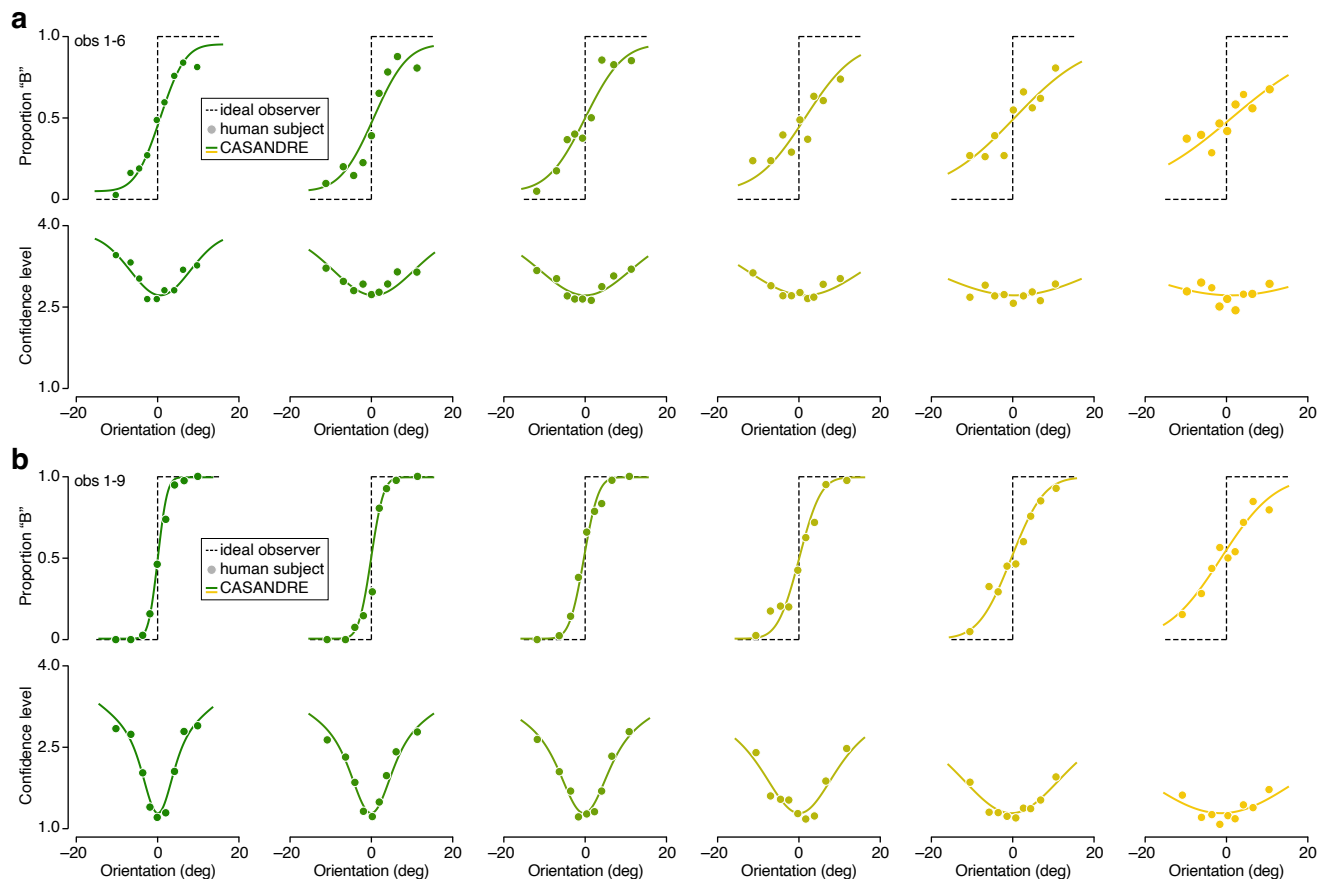 a
obs 1-6
Proportion “B”
1.0
0.5
0
ideal observer
human subject
CASANDRE
Confidence level
4.0
2.5
1.0
−20 0 20 −20 0 20 −20 0 20 −20 0 20 −20 0 20 −20 0 20
Orientation (deg) Orientation (deg) Orientation (deg) Orientation (deg) Orientation (deg) Orientation (deg)
b
obs 1-9
Proportion “B”
1.0
0.5
0
ideal observer
human subject
CASANDRE
Confidence level
4.0
2.5
1.0
−20 0 20 −20 0 20 −20 0 20 −20 0 20 −20 0 20 −20 0 20
Orientation (deg) Orientation (deg) Orientation (deg) Orientation (deg) Orientation (deg) Orientation (deg)